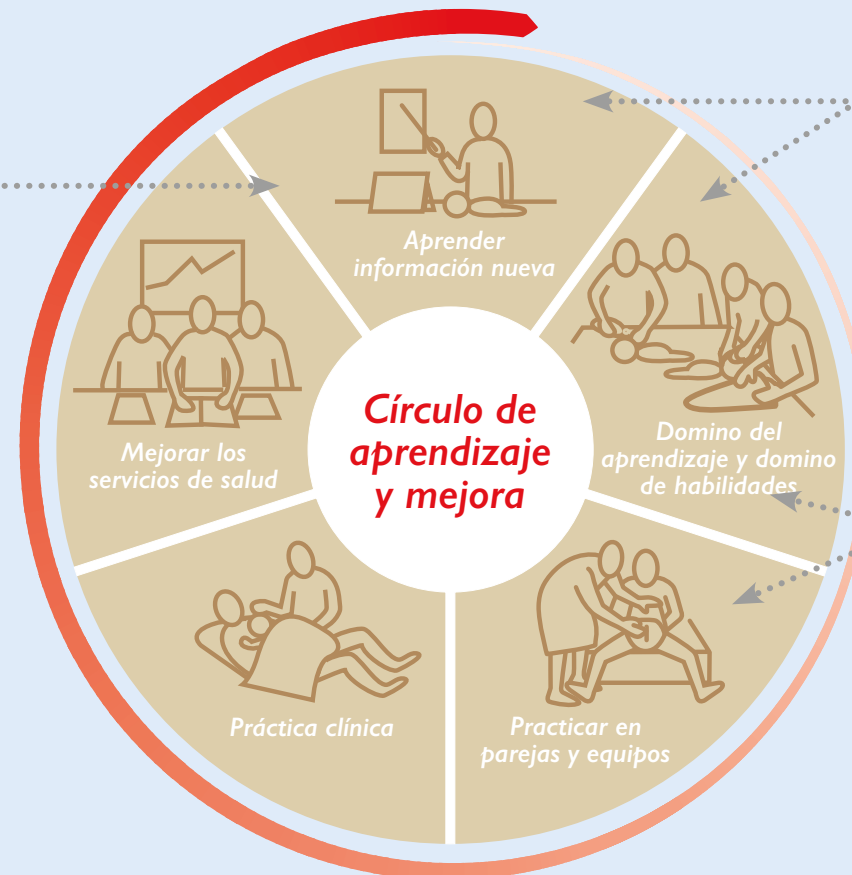 Aprender
información nueva
Domino del
aprendizaje y domino
de habilidades
Practicar en
parejas y equipos
Práctica clínica
Mejorar los
servicios de salud
Círculo de
aprendizaje
y mejora